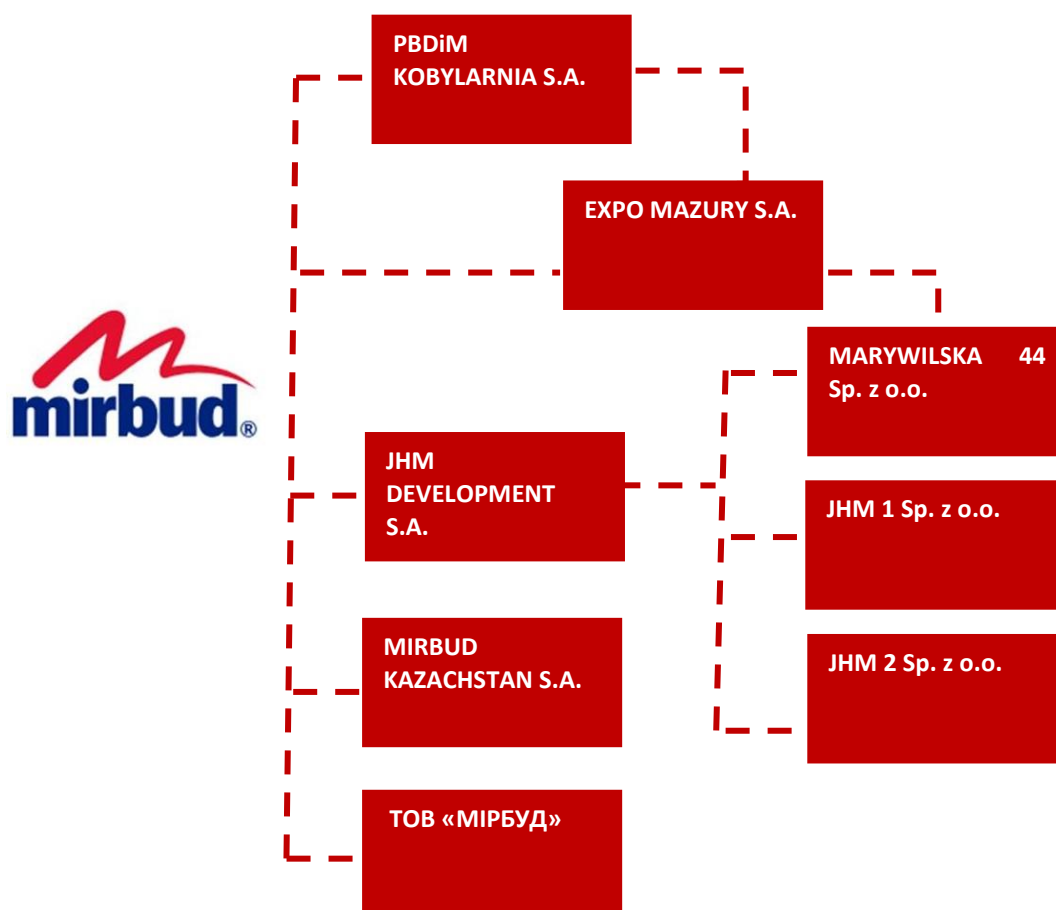 PBDiM
KOBYLARNIA S.A.
EXPO MAZURY S.A.
mirbud®
MARYWILSKA 44
Sp. z o.o.
JHM
DEVELOPMENT
S.A.
JHM 1 Sp. z o.o.
MIRBUD
KAZACHSTAN S.A.
JHM 2 Sp. z o.o.
ТОВ «МІРБУД»